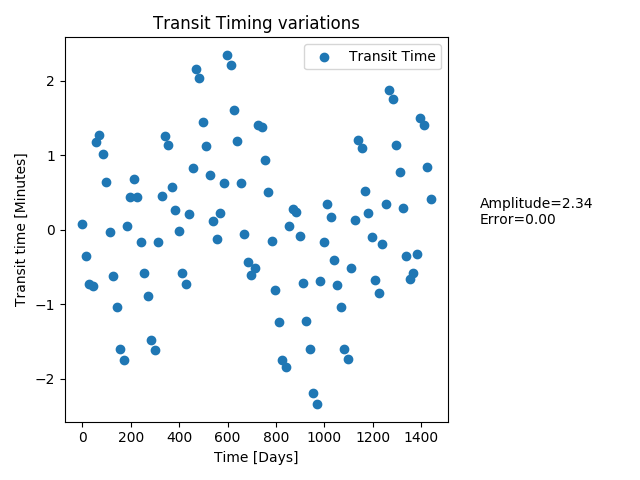 Transit Timing variations
Transit Time
Transit time [Minutes]
2
1
0
−1
−2
0 200 400 600 800 1000 1200 1400
Time [Days]
Amplitude=2.34
Error=0.00